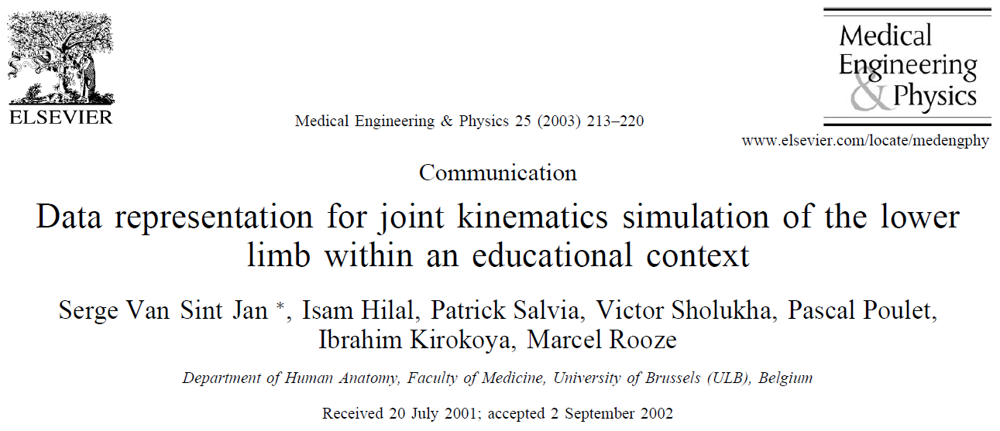 ELSEVIER
Medical
Engineering
& Physics
Medical Engineering & Physics 25 (2003) 213–220
www.elsevier.com/locate/medengphy
Communication
Data representation for joint kinematics simulation of the lower
limb within an educational context
Serge Van Sint Jan *, Isam Hilal, Patrick Salvia, Victor Sholukha, Pascal Poulet,
Ibrahim Kirokoya, Marcel Rooze
Department of Human Anatomy, Faculty of Medicine, University of Brussels (ULB), Belgium
Received 20 July 2001; accepted 2 September 2002